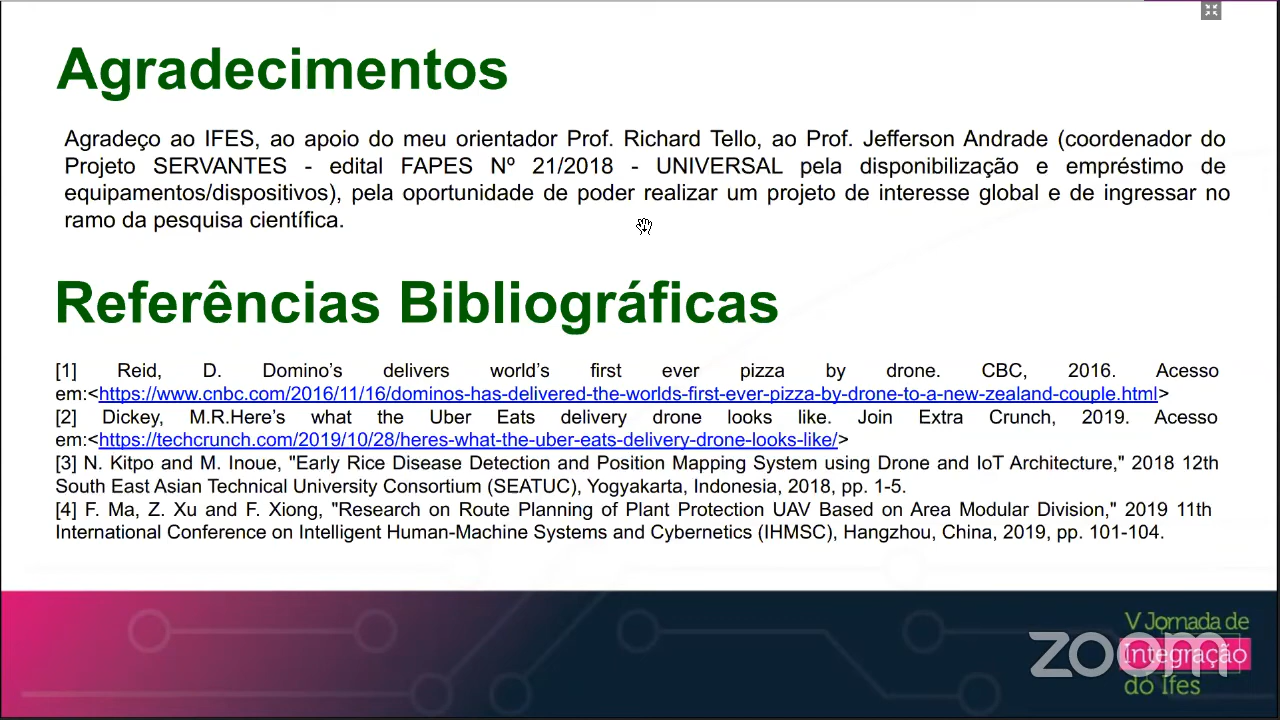 Agradecimentos
Agradeço ao IFES, ao apoio do meu orientador Prof. Richard Tello, ao Prof. Jefferson Andrade (coordenador do
Projeto SERVANTES - edital FAPES Nº 21/2018 - UNIVERSAL pela disponibilização e empréstimo de
equipamentos/dispositivos), pela oportunidade de poder realizar um projeto de interesse global e de ingressar no
ramo da pesquisa científica.
Referências Bibliográficas
[1] Reid, D. Domino’s delivers world’s first ever pizza by drone. CBC, 2016. Acesso
em:<https://www.cnbc.com/2016/11/16/dominos-has-delivered-the-worlds-first-ever-pizza-by-drone-to-a-new-zealand-couple.html>
[2] Dickey, M.R.Here’s what the Uber Eats delivery drone looks like. Join Extra Crunch, 2019. Acesso
em:<https://techcrunch.com/2019/10/28/heres-what-the-uber-eats-delivery-drone-looks-like/>
[3] N. Kitpo and M. Inoue, "Early Rice Disease Detection and Position Mapping System using Drone and IoT Architecture," 2018 12th
South East Asian Technical University Consortium (SEATUC), Yogyakarta, Indonesia, 2018, pp. 1-5.
[4] F. Ma, Z. Xu and F. Xiong, "Research on Route Planning of Plant Protection UAV Based on Area Modular Division," 2019 11th
International Conference on Intelligent Human-Machine Systems and Cybernetics (IHMSC), Hangzhou, China, 2019, pp. 101-104.
V Jornada de
Integração
do Ifes
zoom